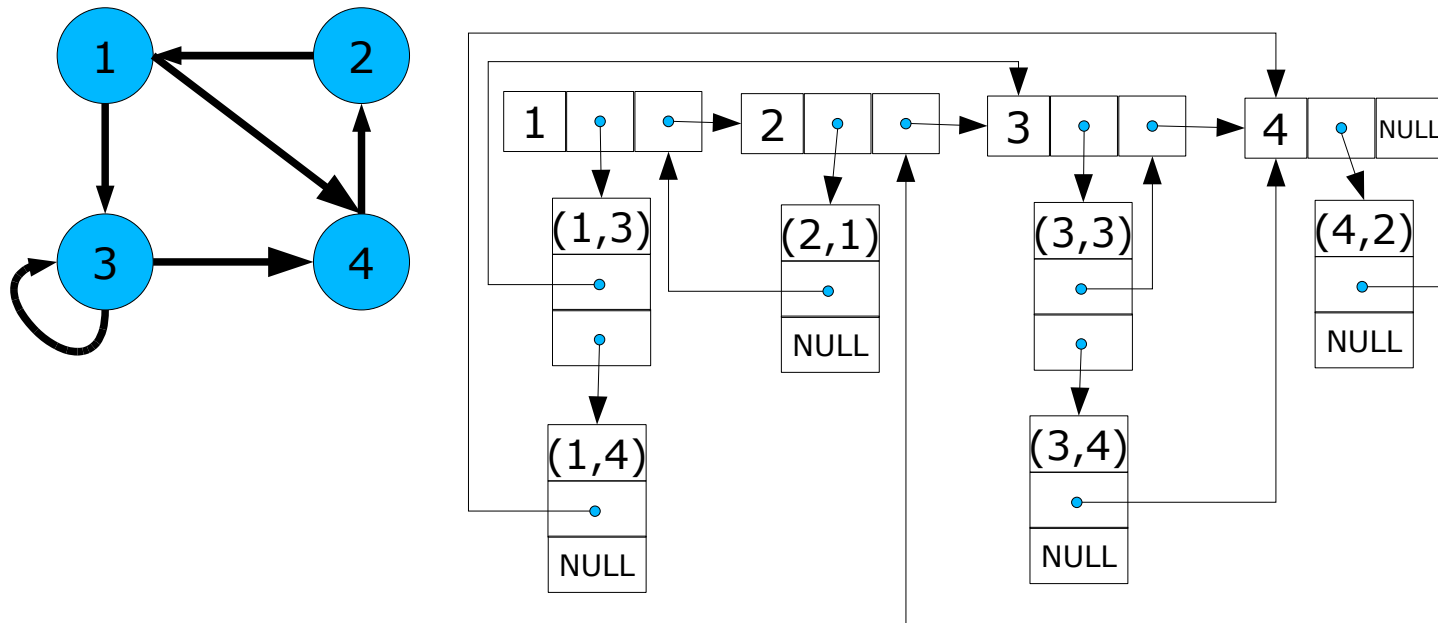 1 2
3 4
1 2 3 4 NULL
(1,3) (2,1) (3,3) (4,2)
NULL NULL
(1,4) (3,4)
NULL NULL